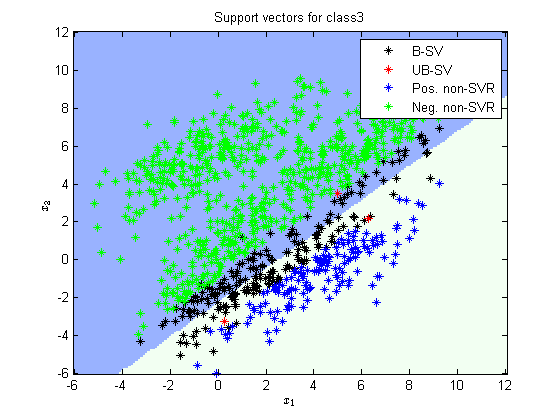 Support vectors for class3
B-SV
UB-SV
Pos. non-SVR
Neg. non-SVR
12
10
8
6
4
2
0
-2
-4
-6
x₂
-6
-4
-2
0
2
4
6
8
10
12
x₁